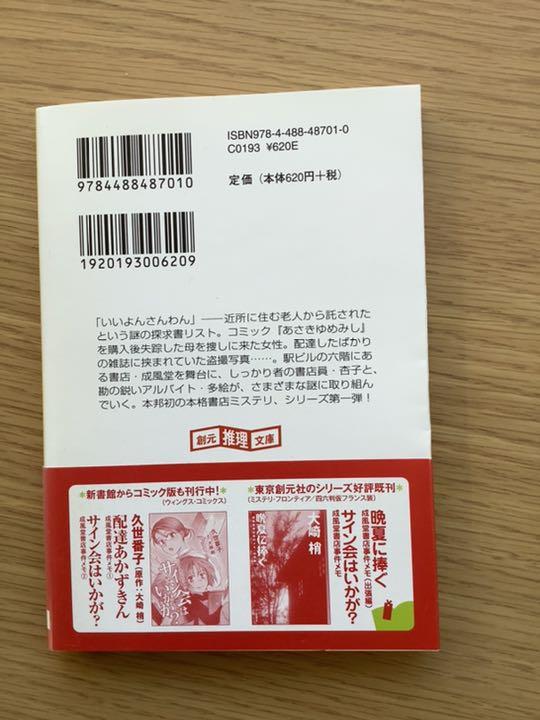 ISBN978-4-488-48701-0
C0193 ¥620E
定価(本体620円+税)
9784488487010
1920193006209
「いいよんさんわん」――近所に住む老人から託された
という謎の探求書リスト。コミック『あさきゆめみし』
を購入後失踪した母を捜しに来た女性。配達したばかり
の雑誌に挟まれていた盗撮写真……。駅ビルの六階にあ
る書店・成風堂を舞台に、しっかり者の書店員・杏子と、
勘の鋭いアルバイト・多絵が、さまざまな謎に取り組ん
でいく。本邦初の本格書店ミステリ、シリーズ第一弾!
創元 推理 文庫
*東京創元社のシリーズ好評既刊*
(ミステリ・フロンティア/四六判仮フランス装)
晩夏に捧ぐ
成風堂書店事件メモ(出張編)
サイン会はいかが?
成風堂書店事件メモ
大崎 梢
晩夏に捧ぐ
*新書館からコミック版も刊行中!*
(ウィングス・コミックス)
久世番子(原作:大崎 梢)
配達あかずきん
成風堂書店事件メモ①
サイン会はいかが?
成風堂書店事件メモ②
サイン会は
いかが?